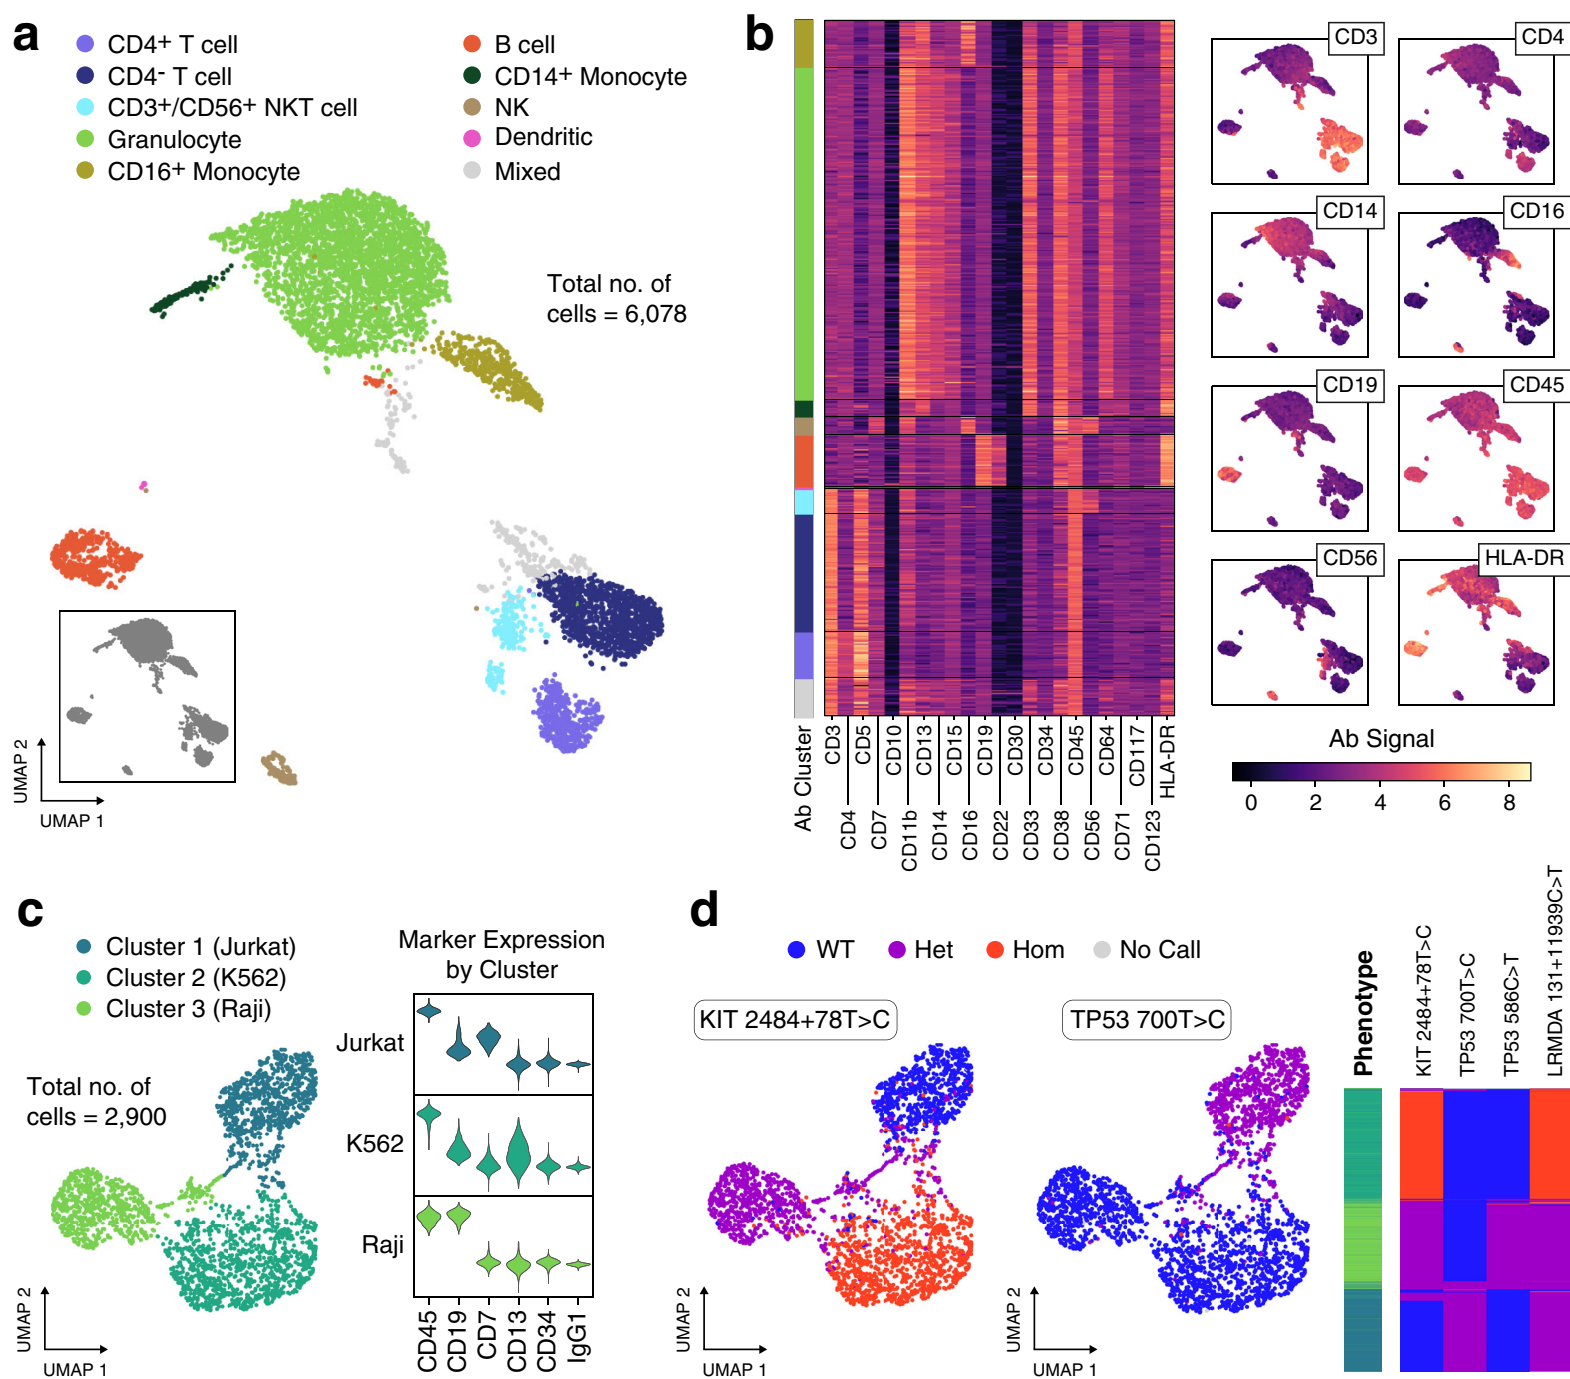 a
CD4+ T cell
CD4- T cell
CD3+/CD56+ NKT cell
Granulocyte
CD16+ Monocyte
B cell
CD14+ Monocyte
NK
Dendritic
Mixed
Total no. of
cells = 6,078
UMAP 2
UMAP 1
b
Ab Cluster
CD3
CD4
CD5
CD7
CD10
CD11b
CD13
CD14
CD15
CD16
CD19
CD22
CD30
CD33
CD34
CD38
CD45
CD56
CD64
CD71
CD117
CD123
HLA-DR
CD3
CD4
CD14
CD16
CD19
CD45
CD56
HLA-DR
Ab Signal
0 2 4 6 8
c
Cluster 1 (Jurkat)
Cluster 2 (K562)
Cluster 3 (Raji)
Total no. of
cells = 2,900
UMAP 2
UMAP 1
Marker Expression
by Cluster
Jurkat
K562
Raji
CD45
CD19
CD7
CD13
CD34
IgG1
d
WT
Het
Hom
No Call
KIT 2484+78T>C
UMAP 2
UMAP 1
TP53 700T>C
UMAP 2
UMAP 1
Phenotype
KIT 2484+78T>C
TP53 700T>C
TP53 586C>T
LRMDA 131+11939C>T